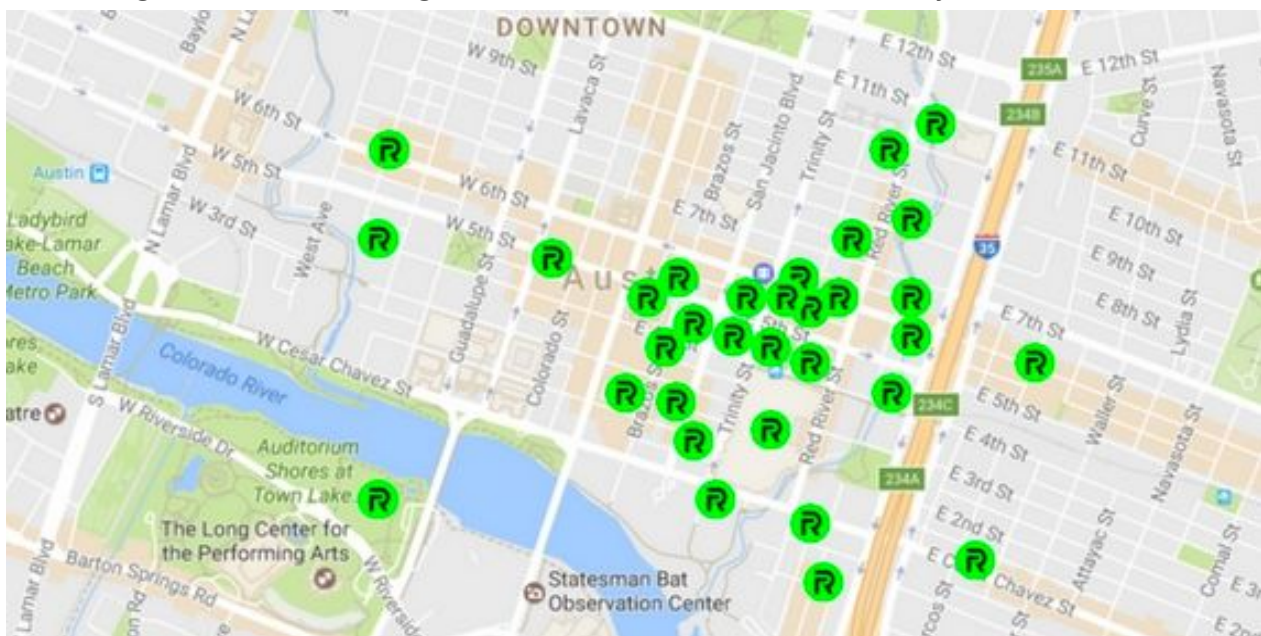 DOWNTOWN
W 9th St
Lavaca St
E 12th St
235A
E 12th St
E 11th St
234B
Curve St
Navasota St
W 6th St
N Lamar Blvd
Brazos St
San Jacinto Blvd
Trinity St
E 11th St
W 5th St
Austin
W 3rd St
W 6th St
E 7th St
Red River St
E 10th St
Ladybird
Lake-Lamar
Beach
Metro Park
West Ave
W 5th St
35
E 9th St
E 8th St
Guadalupe St
Colorado St
5th St
E 7th St
Lydia St
S Lamar Blvd
Colorado River
W Cesar Chavez St
Brazos St
Trinity St
Red River St
234C
E 5th St
Waller St
W Riverside Dr
E 4th St
Navasota St
Auditorium
Shores at
Town Lake
234A
E 3rd St
The Long Center for
the Performing Arts
E 2nd St
Attayac St
Comal St
Lamar Blvd
Barton Springs Rd
W Riverside
Statesman Bat
Observation Center
E Cesar Chavez St